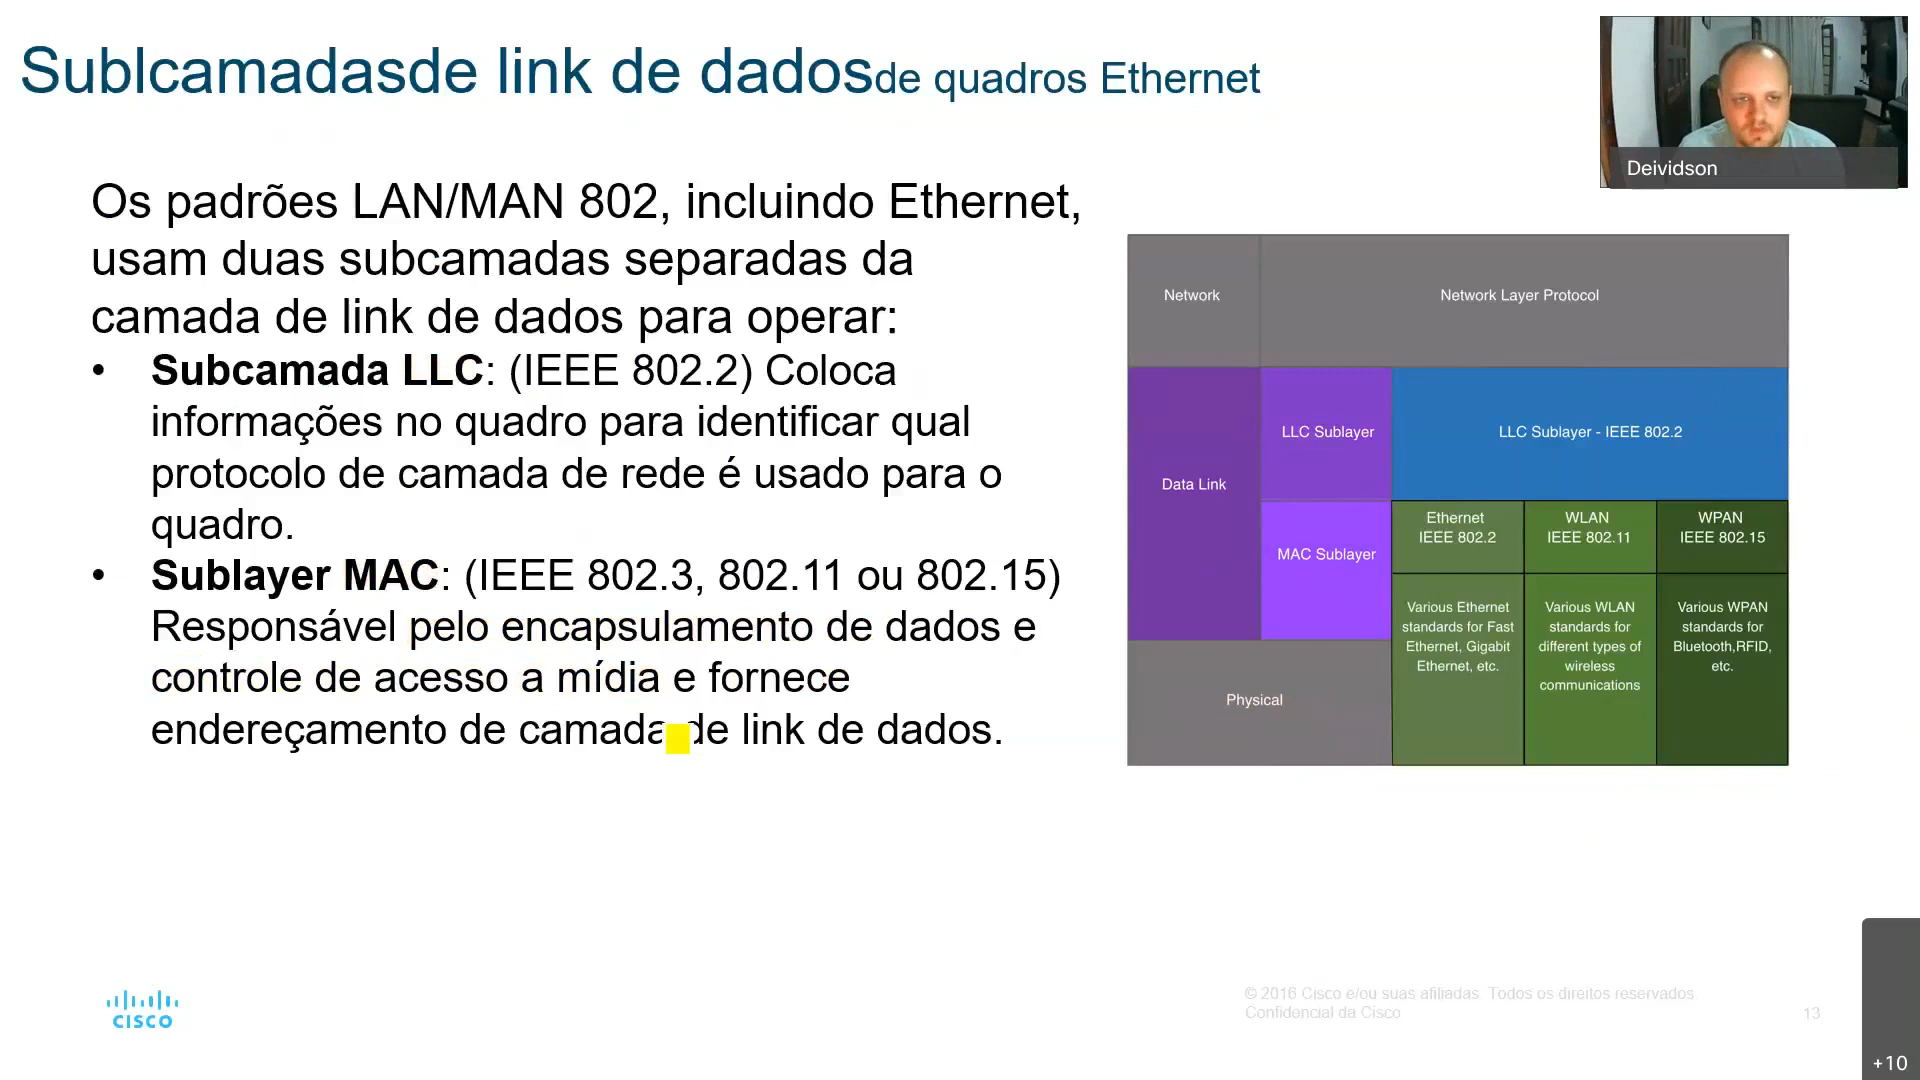 Sublcamadasde link de dadosde quadros Ethernet
Deividson
Os padrões LAN/MAN 802, incluindo Ethernet,
usam duas subcamadas separadas da
camada de link de dados para operar:
• Subcamada LLC: (IEEE 802.2) Coloca
informações no quadro para identificar qual
protocolo de camada de rede é usado para o
quadro.
• Sublayer MAC: (IEEE 802.3, 802.11 ou 802.15)
Responsável pelo encapsulamento de dados e
controle de acesso a mídia e fornece
endereçamento de camada de link de dados.
Network
Network Layer Protocol
Data Link
LLC Sublayer
LLC Sublayer - IEEE 802.2
MAC Sublayer
Ethernet
IEEE 802.2
WLAN
IEEE 802.11
WPAN
IEEE 802.15
Various Ethernet
standards for Fast
Ethernet, Gigabit
Ethernet, etc.
Various WLAN
standards for
different types of
wireless
communications
Various WPAN
standards for
Bluetooth,RFID,
etc.
Physical
CISCO
© 2016 Cisco e/ou suas afiliadas. Todos os direitos reservados.
Confidencial da Cisco
13
+10